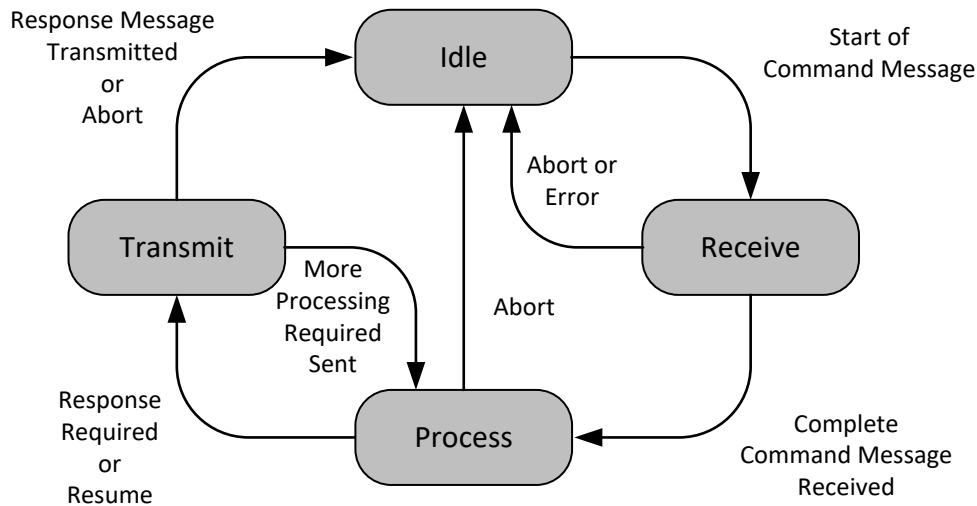 Response Message
Transmitted
or
Abort
Idle
Start of
Command Message
Abort or
Error
Transmit
Receive
More
Processing
Required
Sent
Abort
Response
Required
or
Resume
Process
Complete
Command Message
Received